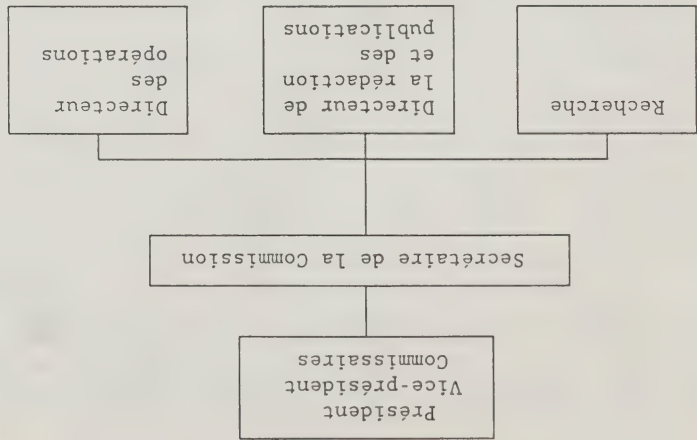 Président
Vice-président
Commissaires
Secrétaire de la Commission
Recherche
Directeur de
la rédaction
et des
publications
Directeur
des
opérations